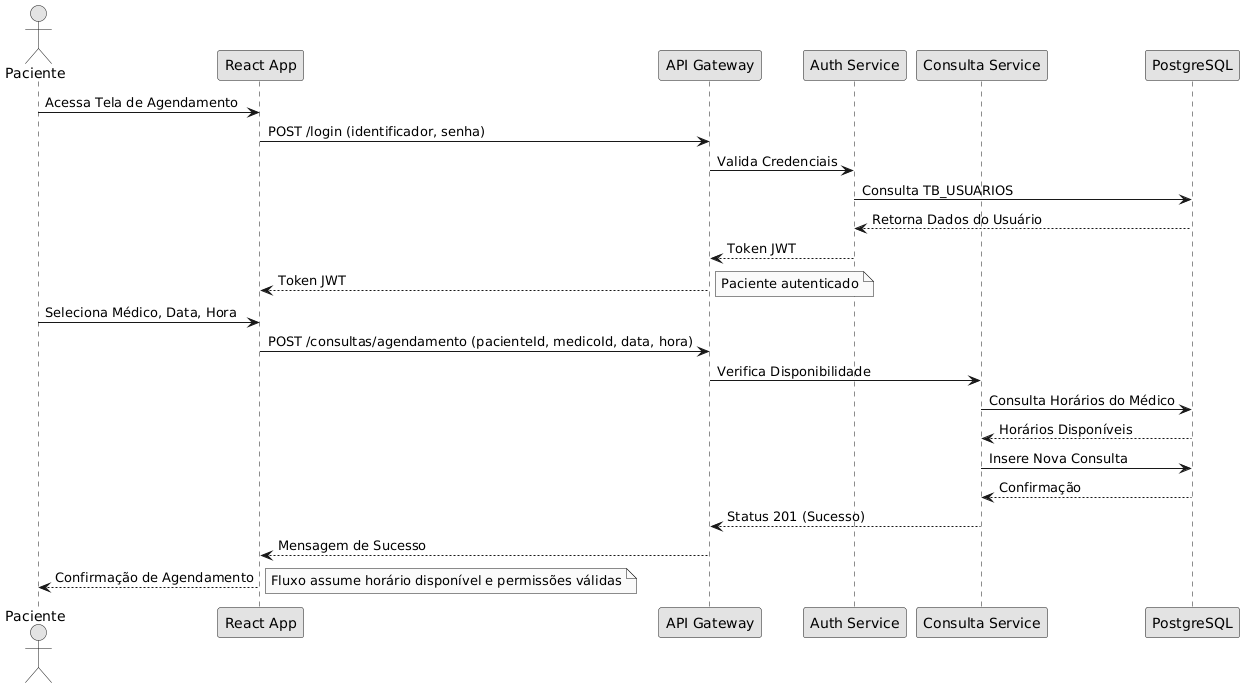 Paciente
React App
API Gateway
Auth Service
Consulta Service
PostgreSQL
Acessa Tela de Agendamento
POST /login (identificador, senha)
Valida Credenciais
Consulta TB_USUARIOS
Retorna Dados do Usuário
Token JWT
Token JWT
Paciente autenticado
Seleciona Médico, Data, Hora
POST /consultas/agendamento (pacienteId, medicoId, data, hora)
Verifica Disponibilidade
Consulta Horários do Médico
Horários Disponíveis
Insere Nova Consulta
Confirmação
Status 201 (Sucesso)
Mensagem de Sucesso
Confirmação de Agendamento
Fluxo assume horário disponível e permissões válidas
Paciente
React App
API Gateway
Auth Service
Consulta Service
PostgreSQL